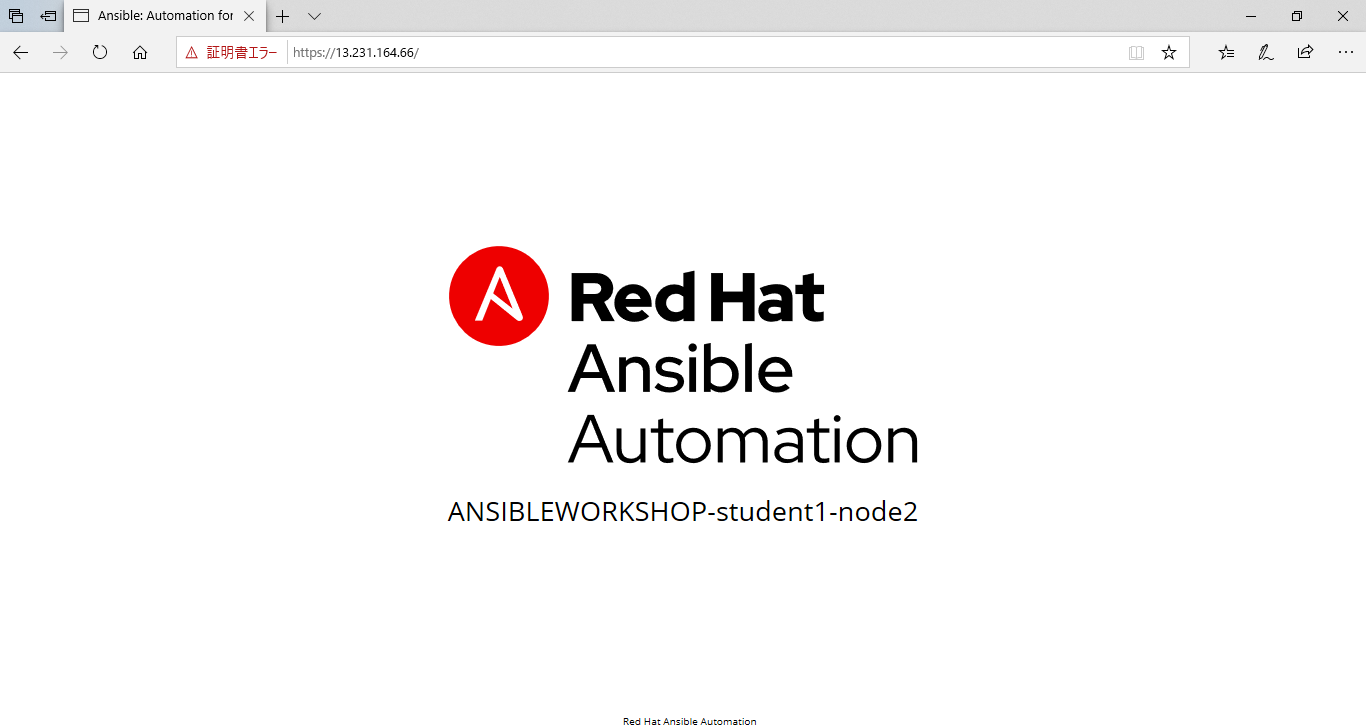 Ansible: Automation for
証明書エラー https://13.231.164.66/
Red Hat
Ansible
Automation
ANSIBLEWORKSHOP-student1-node2
Red Hat Ansible Automation